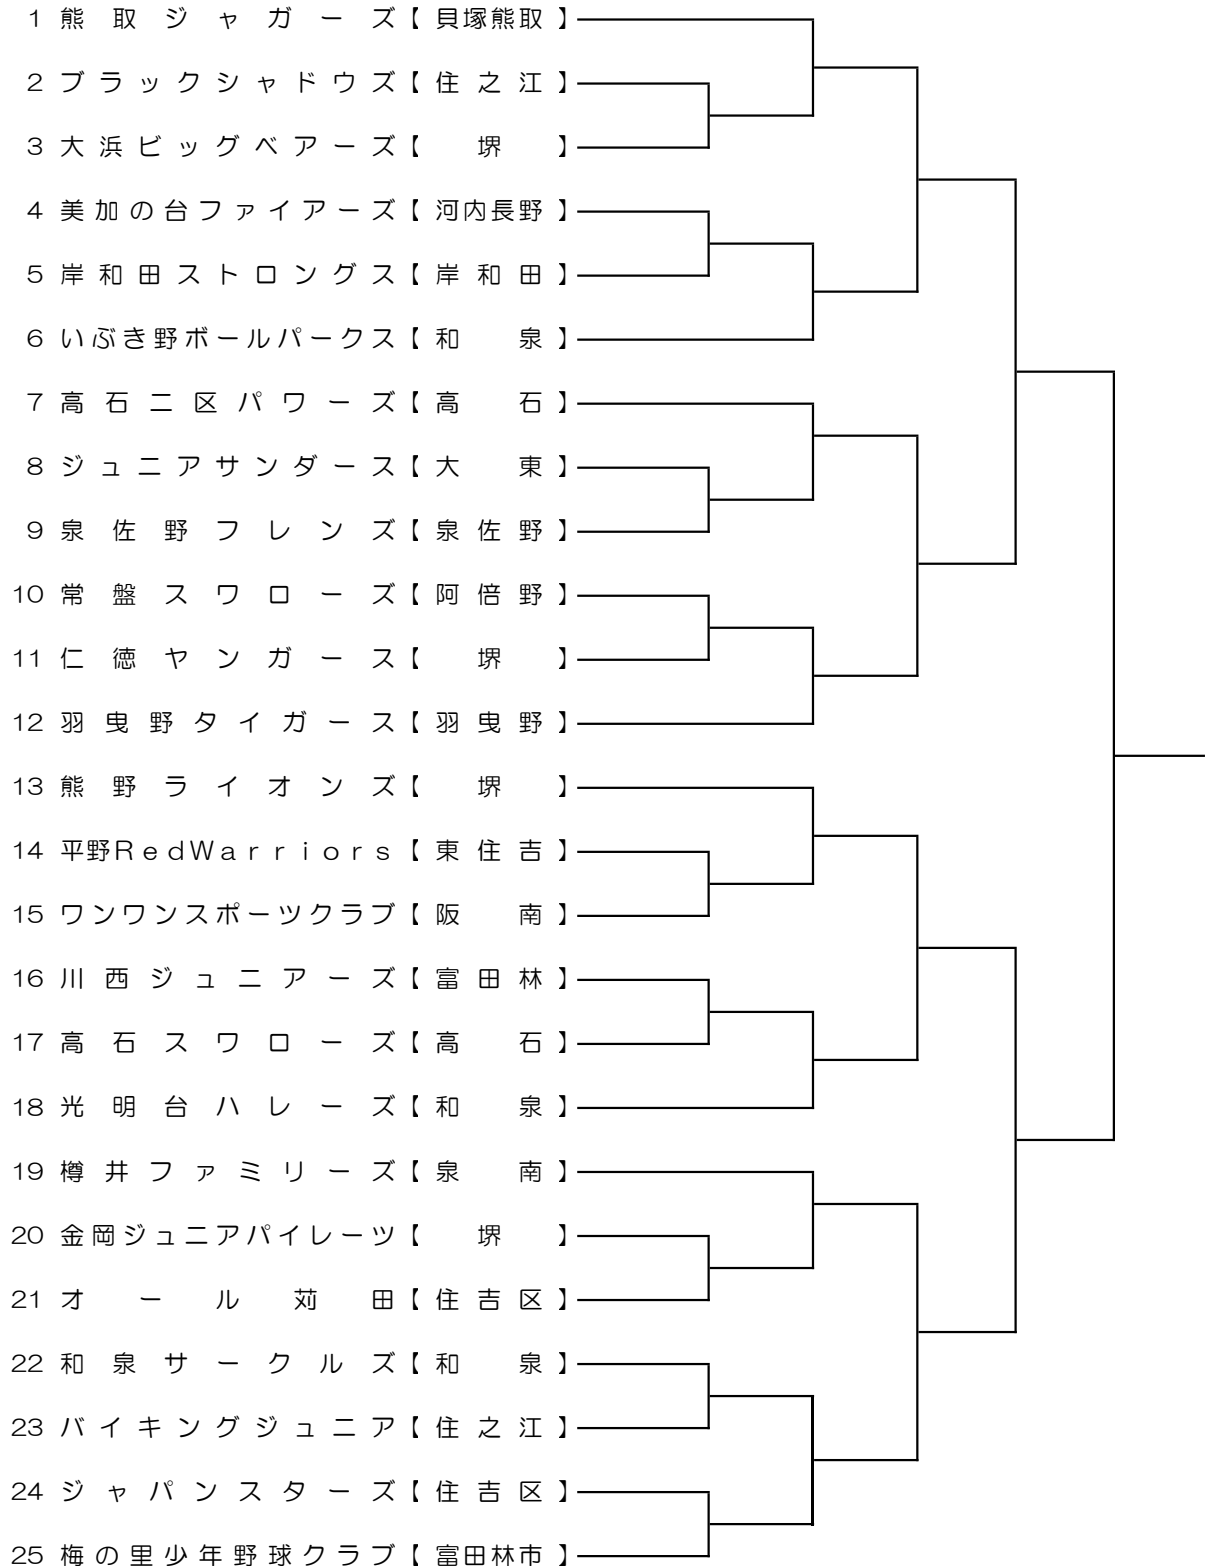 1 熊取ジャガーズ【貝塚熊取】
2 ブラックシャドウズ【住之江】
3 大浜ビッグベアーズ【堺】
4 美加の台ファイアーズ【河内長野】
5 岸和田ストロングス【岸和田】
6 いぶき野ボールパークス【和泉】
7 高石二区パワーズ【高石】
8 ジュニアサンダース【大東】
9 泉佐野フレンズ【泉佐野】
10 常盤スワローズ【阿倍野】
11 仁徳ヤンガース【堺】
12 羽曳野タイガース【羽曳野】
13 熊野ライオンズ【堺】
14 平野RedWarriors【東住吉】
15 ワンワンスポーツクラブ【阪南】
16 川西ジュニアーズ【富田林】
17 高石スワローズ【高石】
18 光明台ハレーズ【和泉】
19 樽井ファミリーズ【泉南】
20 金岡ジュニアパイレーツ【堺】
21 オール苅田【住吉区】
22 和泉サークルズ【和泉】
23 バイキングジュニア【住之江】
24 ジャパンスターズ【住吉区】
25 梅の里少年野球クラブ【富田林市】